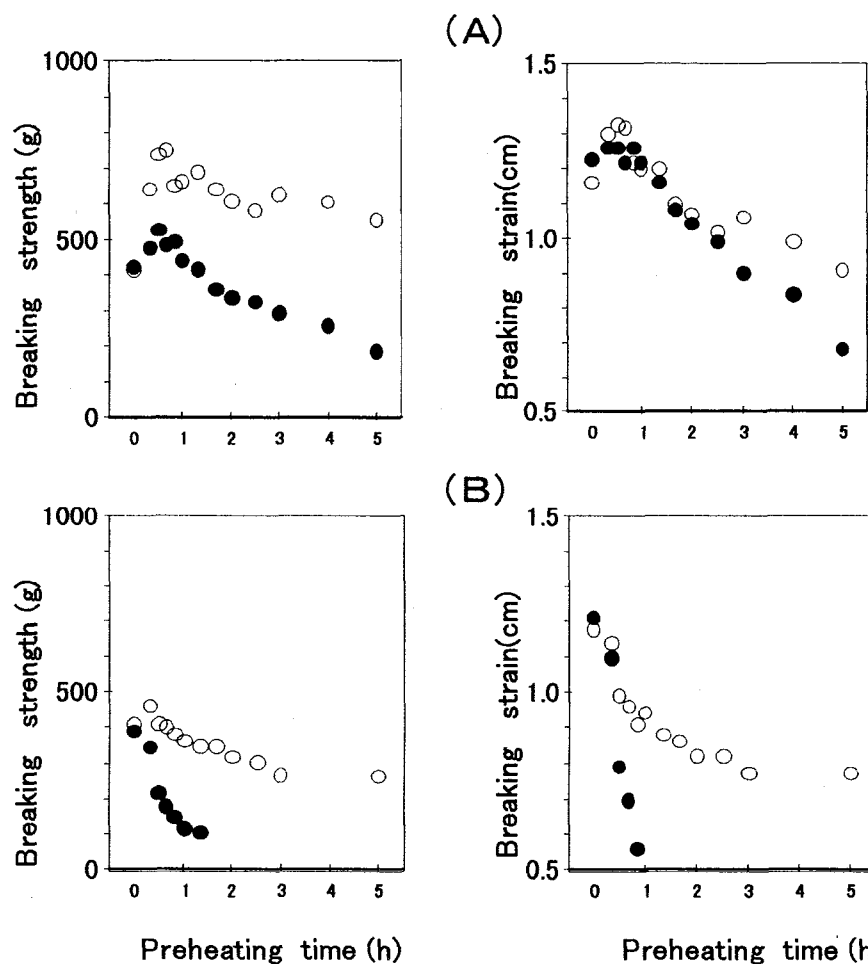 (A)
Breaking strength (g)
1000
500
0
0 1 2 3 4 5
Breaking strain(cm)
1.5
1.0
0.5
0 1 2 3 4 5
(B)
Breaking strength (g)
1000
500
0
0 1 2 3 4 5
Preheating time (h)
Breaking strain(cm)
1.5
1.0
0.5
0 1 2 3 4 5
Preheating time (h